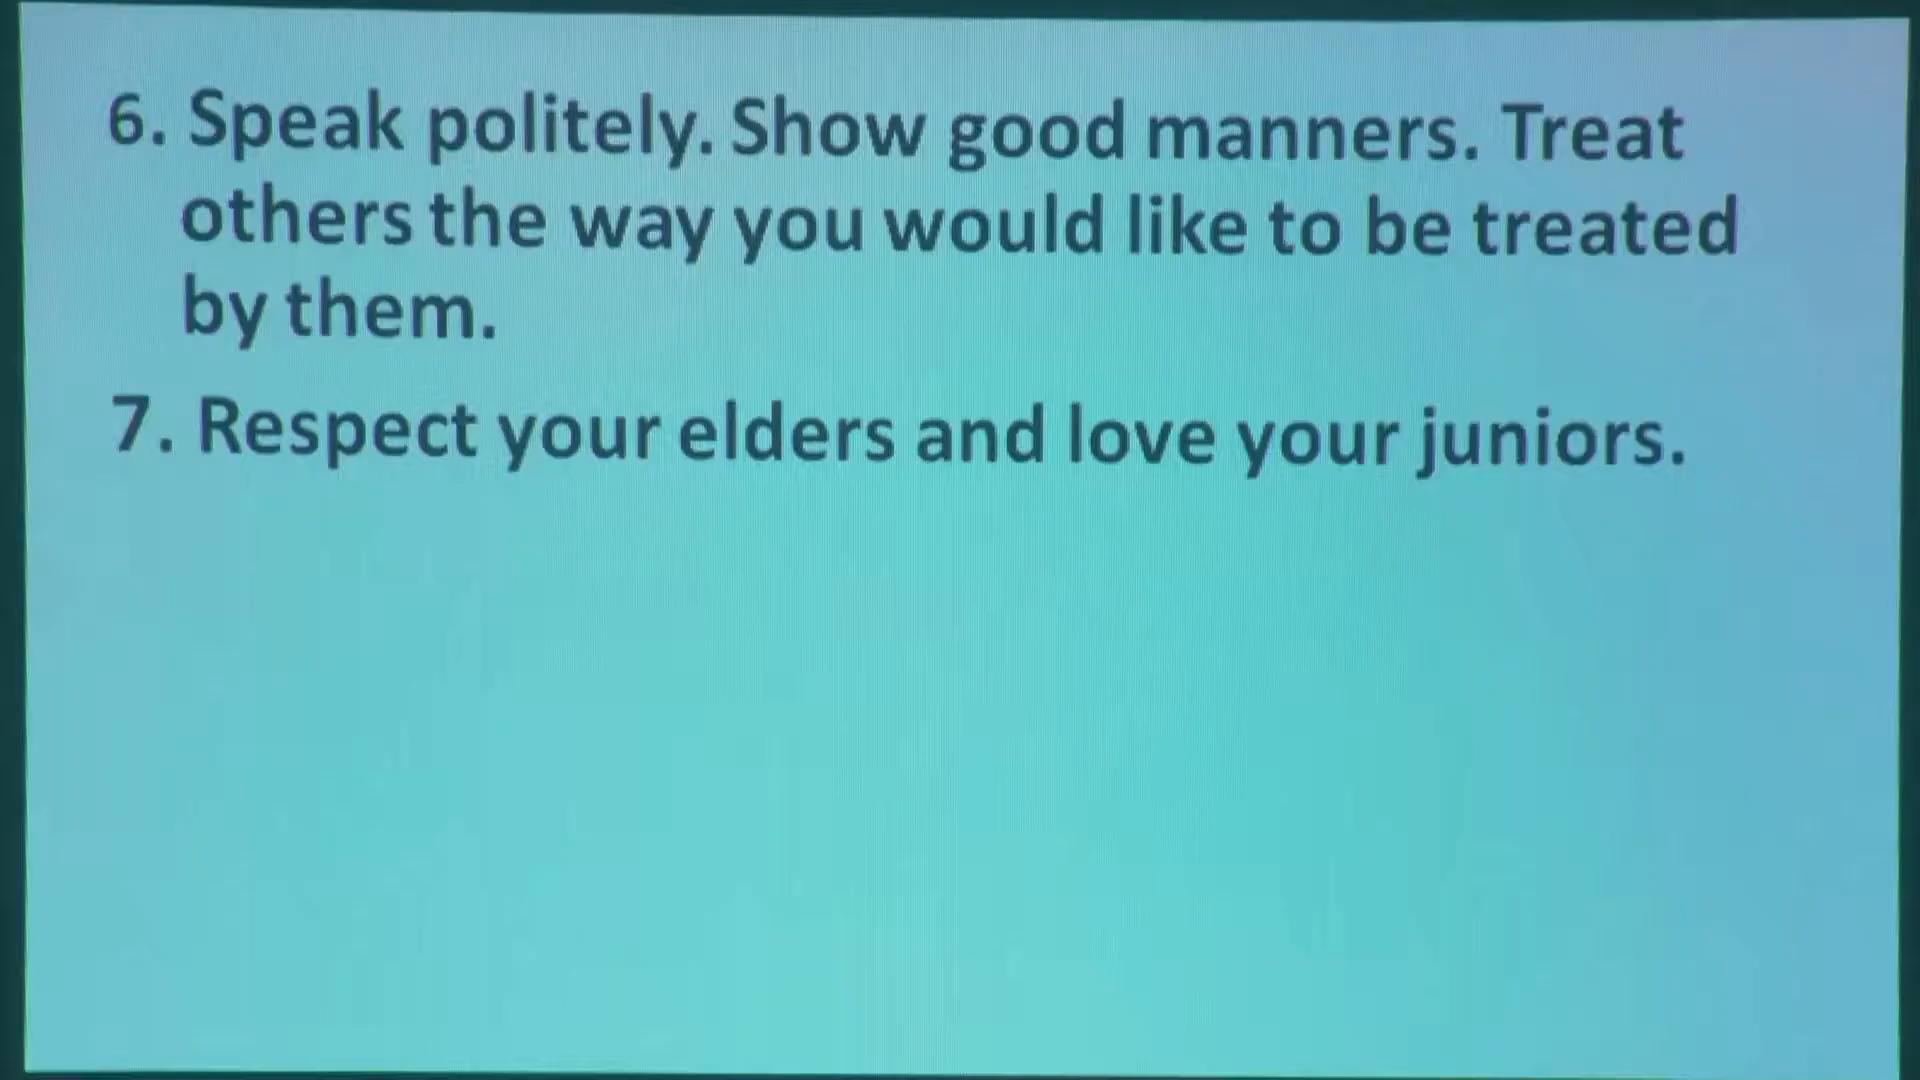 6. Speak politely. Show good manners. Treat
others the way you would like to be treated
by them.
7. Respect your elders and love your juniors.